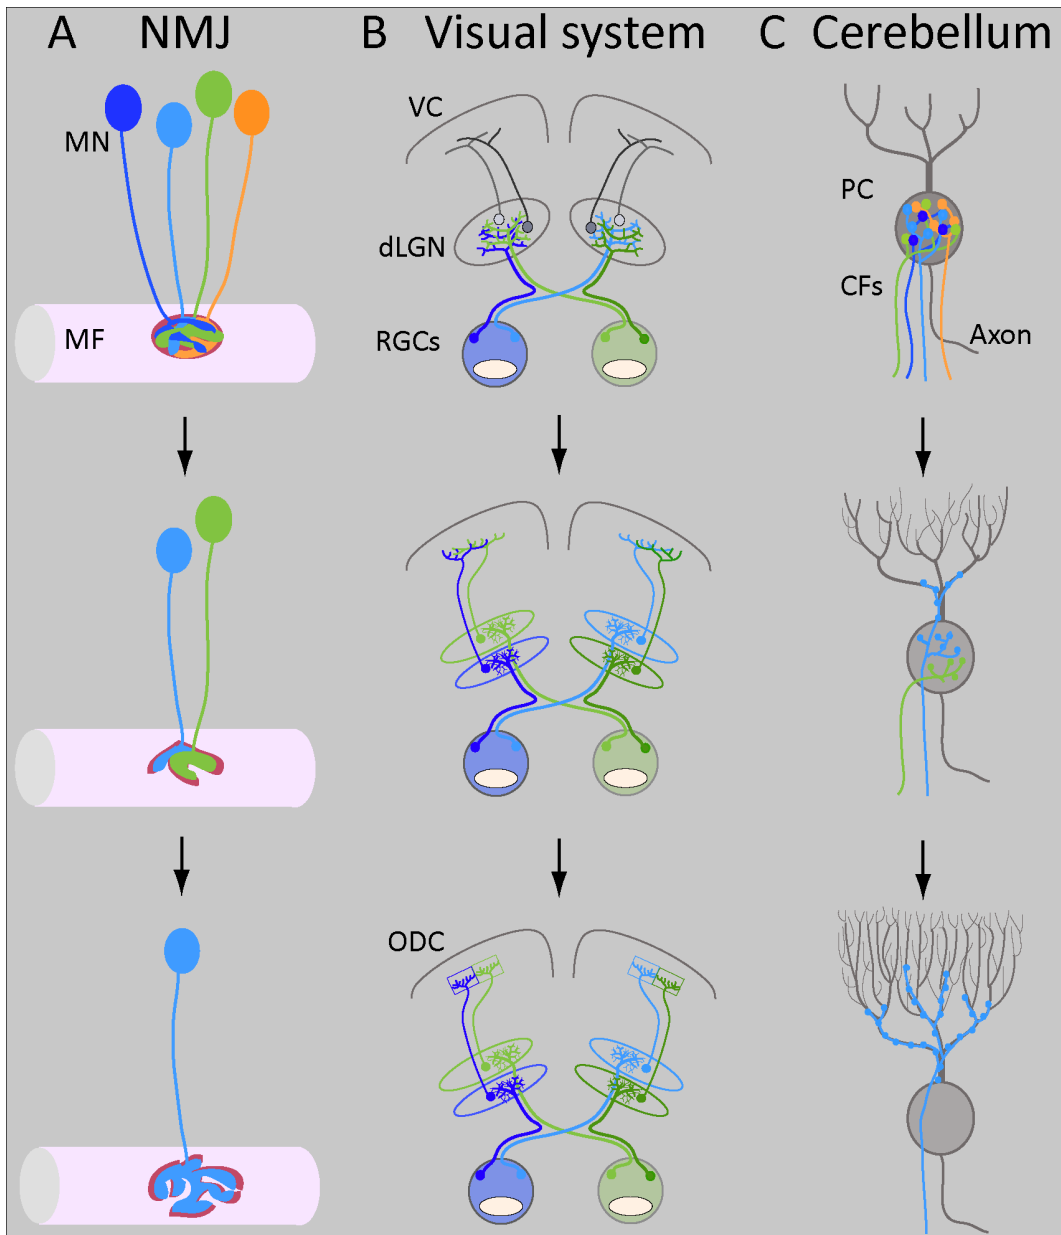 A NMJ
B Visual system
C Cerebellum
MN
MF
VC
dLGN
RGCs
PC
CFs
Axon
ODC